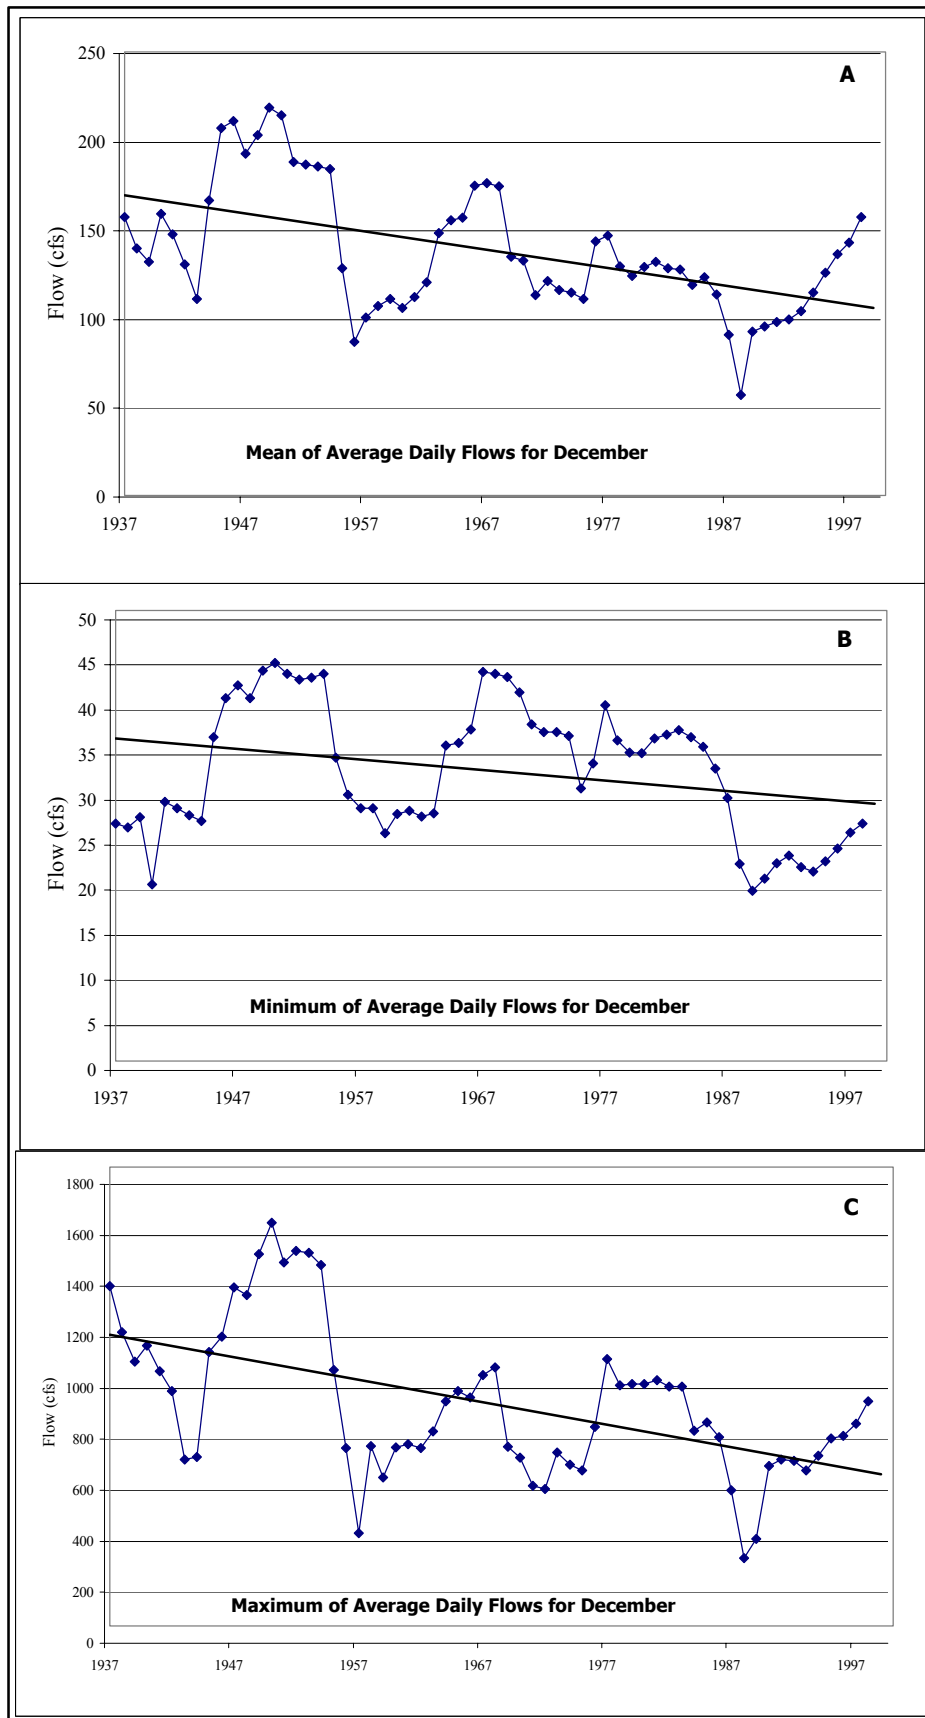 A
250
200
150
100
50
0
Flow (cfs)
Mean of Average Daily Flows for December
1937 1947 1957 1967 1977 1987 1997
B
50
45
40
35
30
25
20
15
10
5
0
Flow (cfs)
Minimum of Average Daily Flows for December
1937 1947 1957 1967 1977 1987 1997
C
1800
1600
1400
1200
1000
800
600
400
200
0
Flow (cfs)
Maximum of Average Daily Flows for December
1937 1947 1957 1967 1977 1987 1997